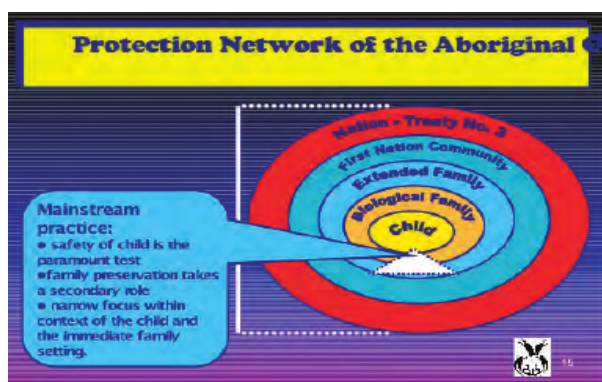 Protection Network of the Aboriginal C
Nation - Treaty No. 3
First Nation Community
Extended Family
Biological Family
Child
Mainstream
practice:
• safety of child is the
paramount test
•family preservation takes
a secondary role
• narrow focus within
context of the child and
the immediate family
setting.